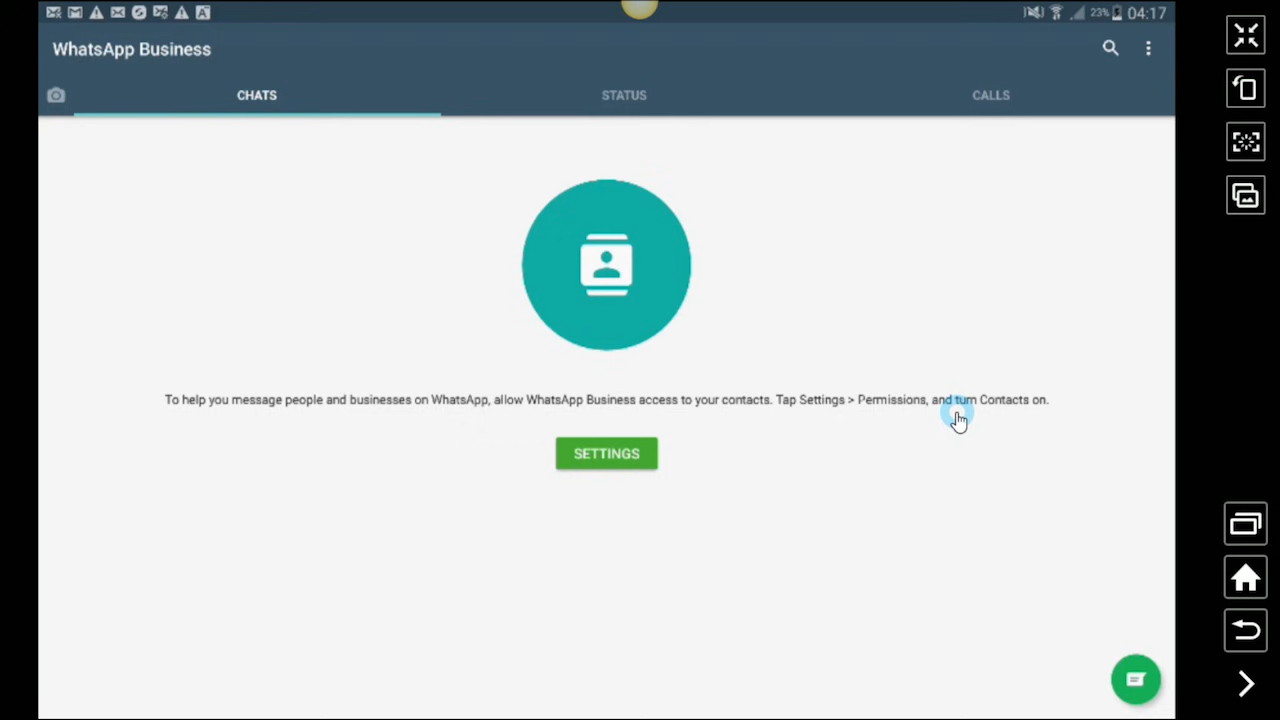 23% 04:17
WhatsApp Business
CHATS STATUS CALLS
To help you message people and businesses on WhatsApp, allow WhatsApp Business access to your contacts. Tap Settings > Permissions, and turn Contacts on.
SETTINGS